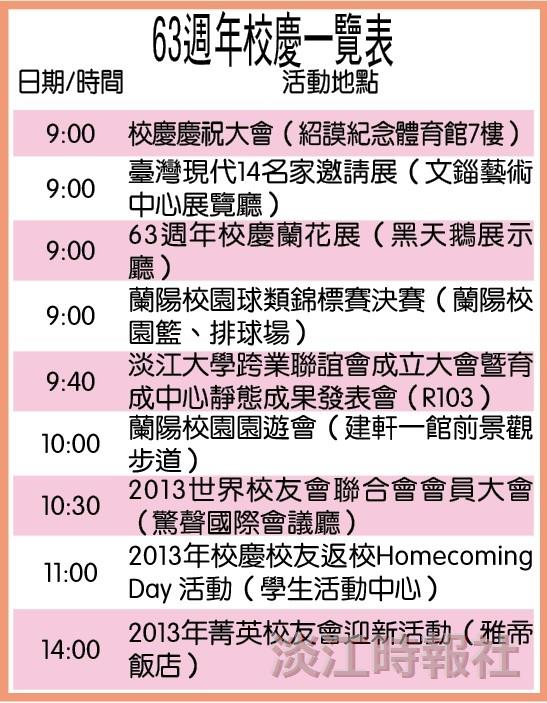 63週年校慶一覽表
日期/時間 活動地點
9:00 校慶慶祝大會（紹謨紀念體育館7樓）
9:00 臺灣現代14名家邀請展（文錙藝術
中心展覽廳）
9:00 63週年校慶蘭花展（黑天鵝展示
廳）
9:00 蘭陽校園球類錦標賽決賽（蘭陽校
園籃、排球場）
9:40 淡江大學跨業聯誼會成立大會暨育
成中心靜態成果發表會（R103）
10:00 蘭陽校園園遊會（建軒一館前景觀
步道）
10:30 2013世界校友會聯合會會員大會
（驚聲國際會議廳）
11:00 2013年校慶校友返校Homecoming
Day 活動（學生活動中心）
14:00 2013年菁英校友會迎新活動（雅帝
飯店）
淡江時報社